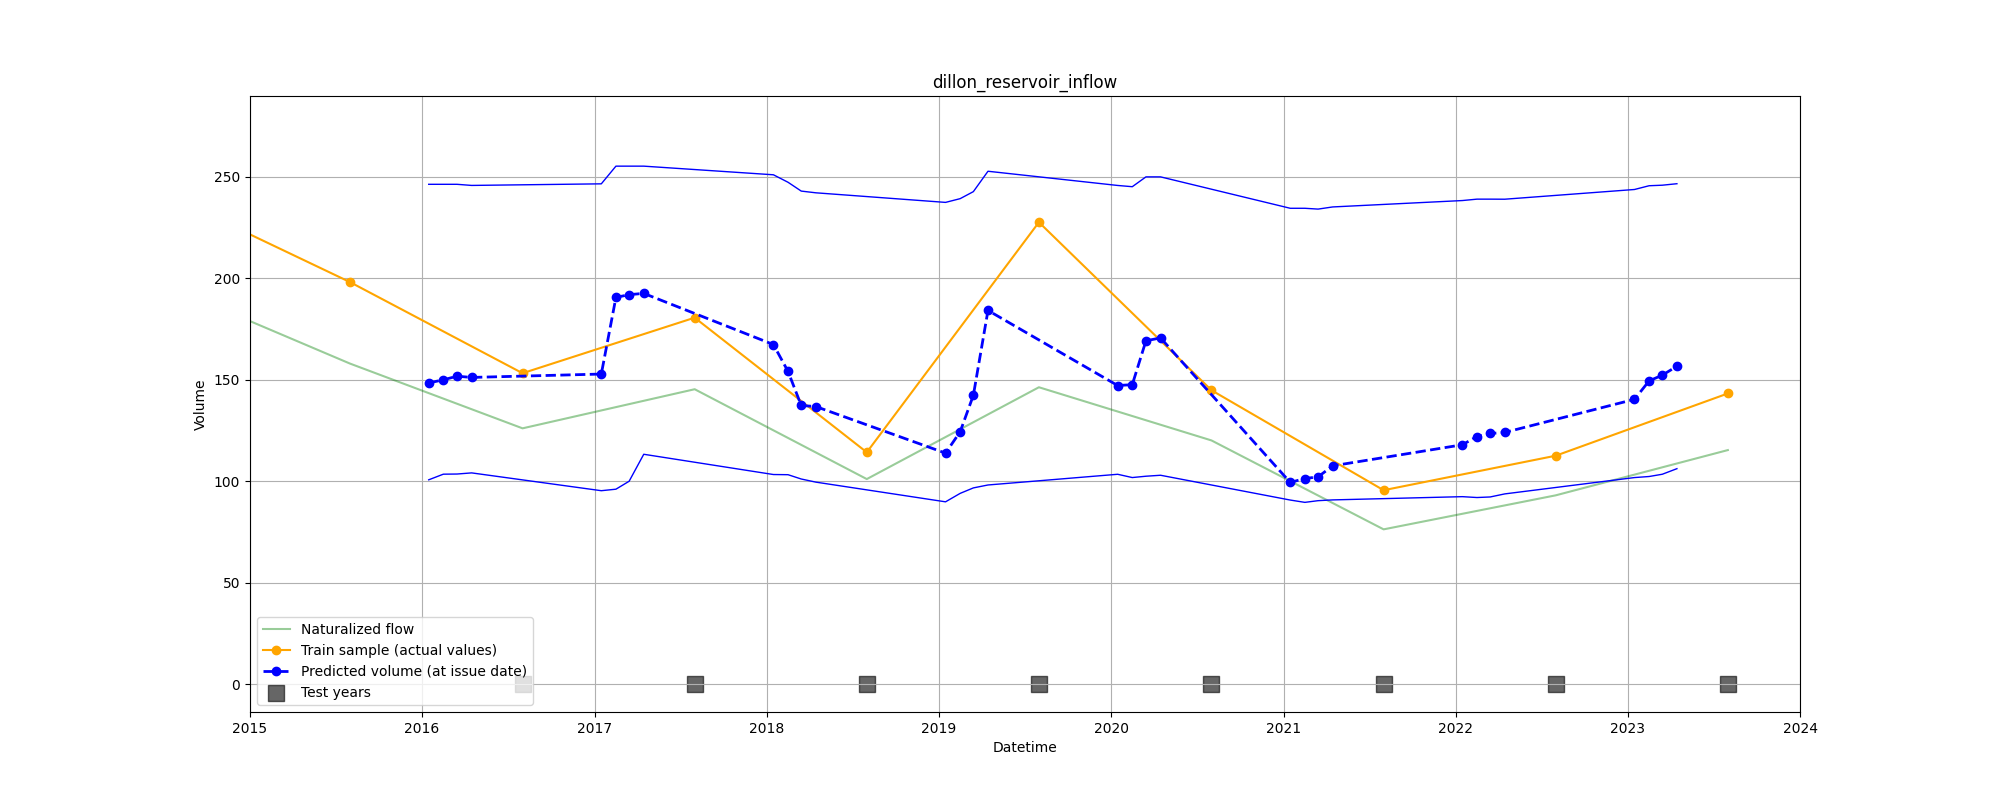 dillon_reservoir_inflow
Volume
250
200
150
100
50
0
Naturalized flow
Train sample (actual values)
Predicted volume (at issue date)
Test years
2015 2016 2017 2018 2019 2020 2021 2022 2023 2024
Datetime